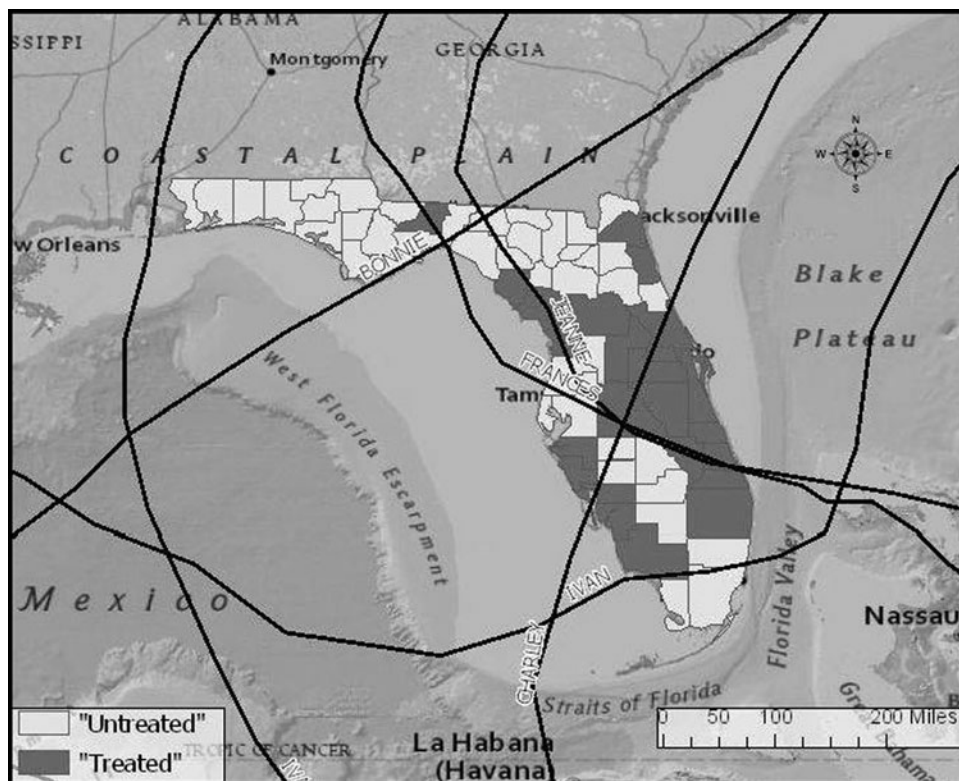 ALABAMA
SSIPPI
Montgomery
GEORGIA
COASTAL PLAIN
N
W
E
S
w Orleans
acksonville
BONNIE
Blake
Plateau
JEANNE
do
FRANCES
Tam
West Florida Escarpment
IVAN
Mexico
CHARLEY
Florida Valley
Nassau
Straits of Florida
"Untreated"
"Treated"
TROPIC OF CANCER
La Habana
(Havana)
0 50 100 200 Miles